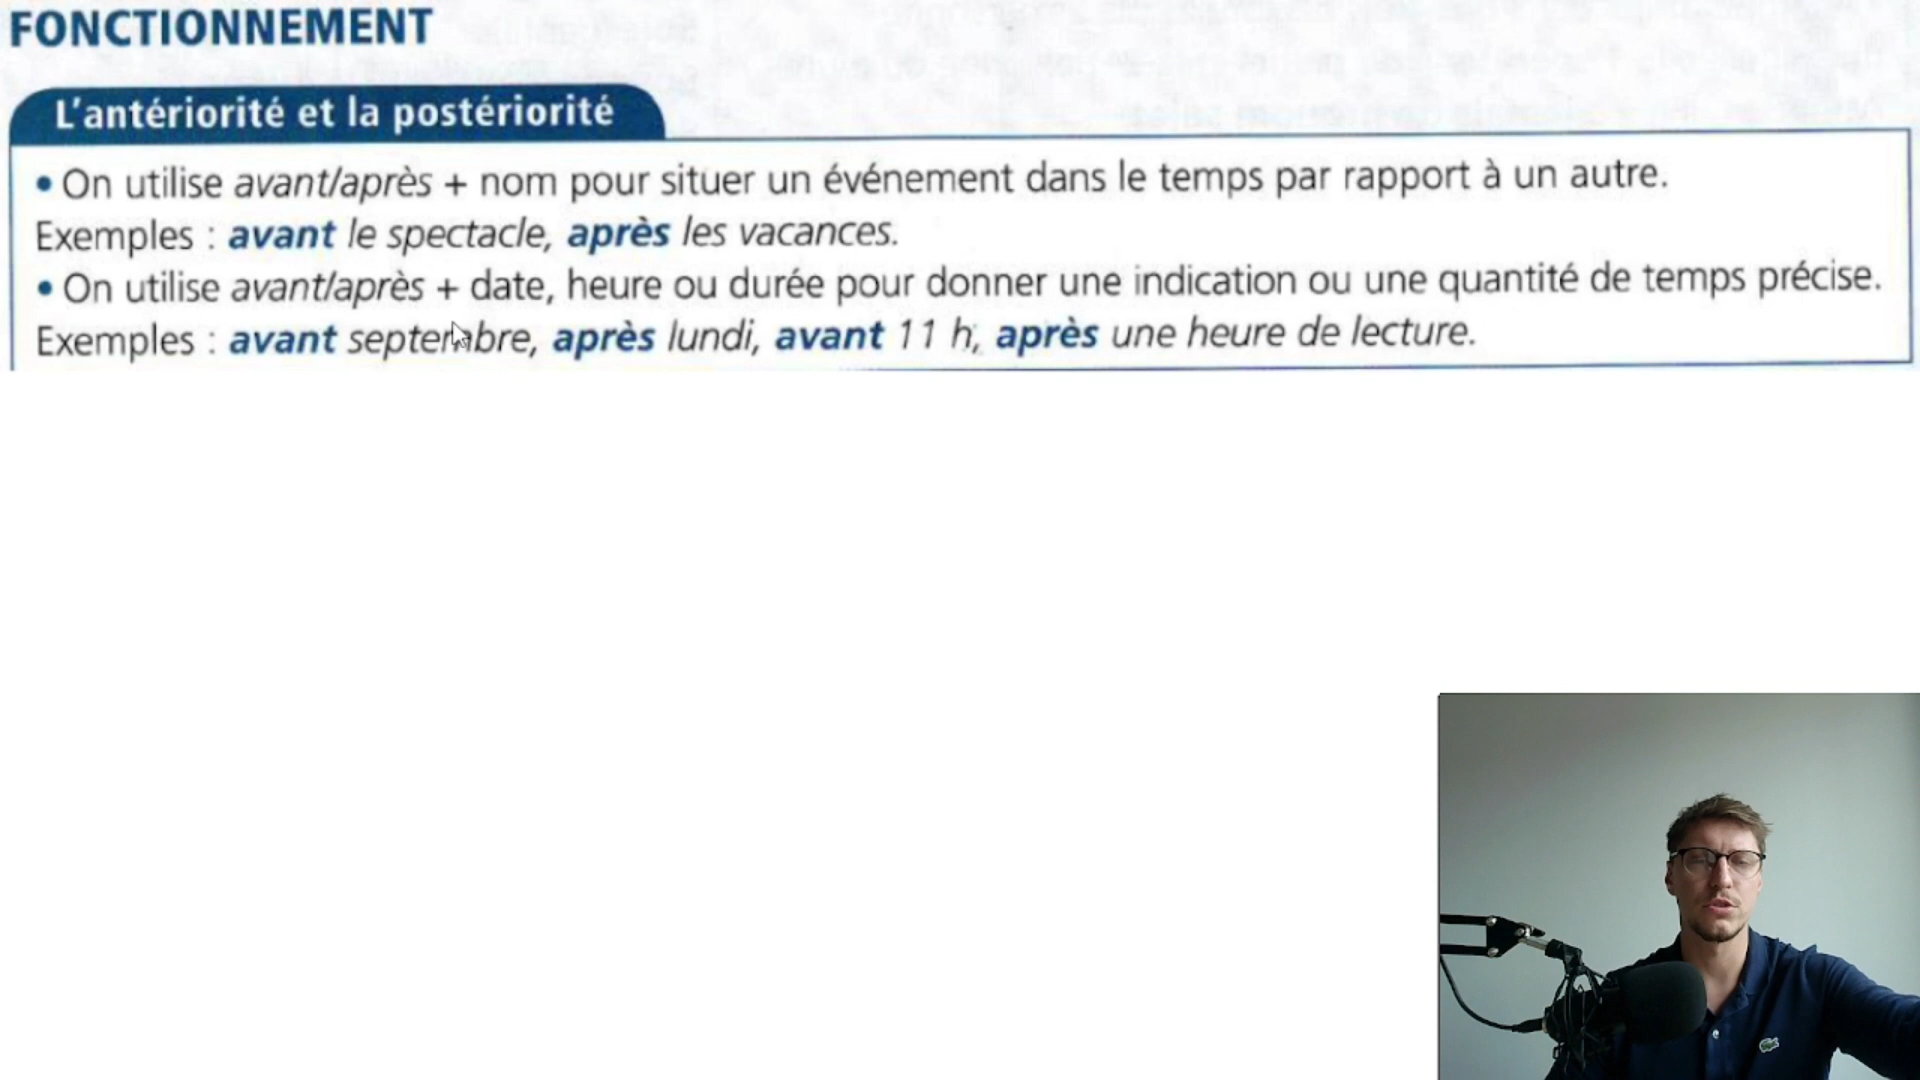 FONCTIONNEMENT
L'antériorité et la postériorité
• On utilise avant/après + nom pour situer un événement dans le temps par rapport à un autre.
Exemples : avant le spectacle, après les vacances.
• On utilise avant/après + date, heure ou durée pour donner une indication ou une quantité de temps précise.
Exemples : avant septembre, après lundi, avant 11 h, après une heure de lecture.